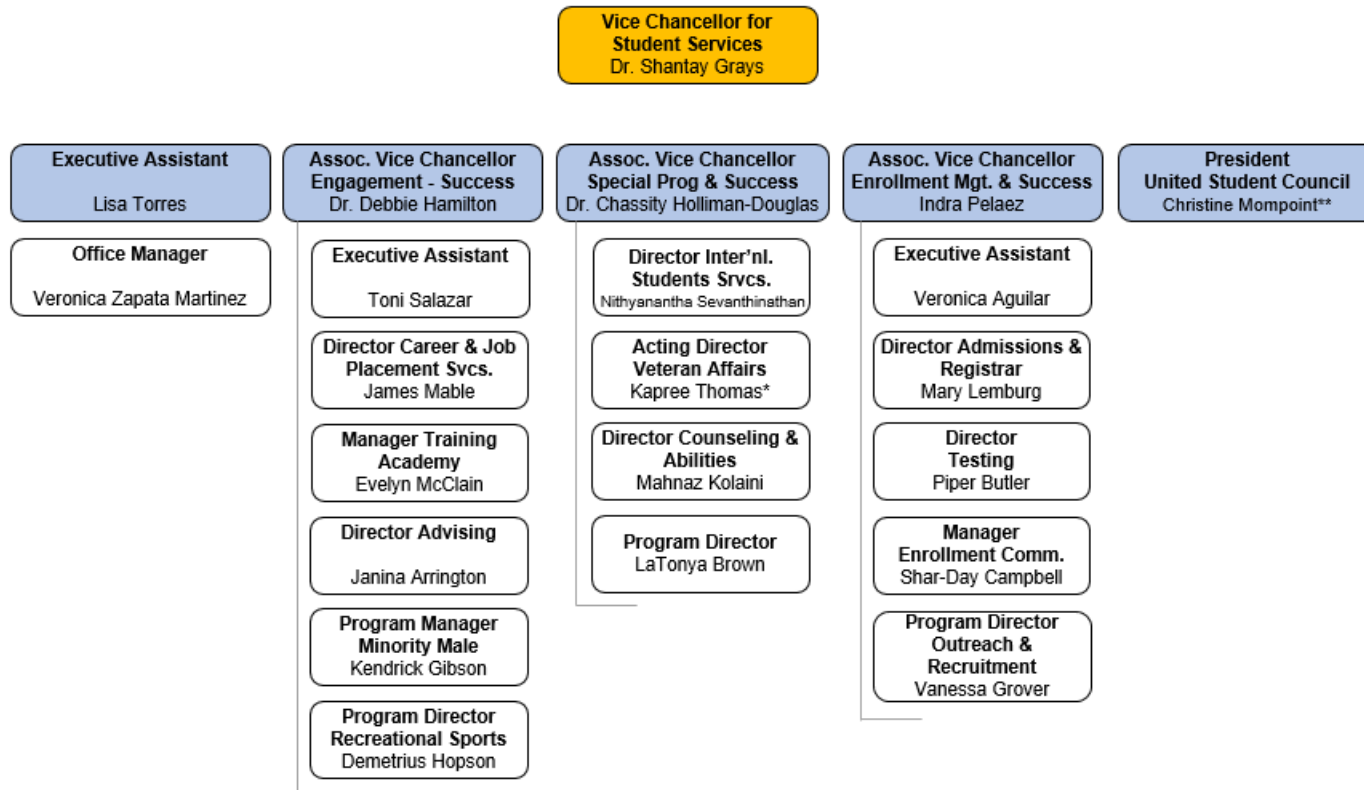 Vice Chancellor for
Student Services
Dr. Shantay Grays
Executive Assistant
Lisa Torres
Office Manager
Veronica Zapata Martinez
Assoc. Vice Chancellor
Engagement - Success
Dr. Debbie Hamilton
Executive Assistant
Toni Salazar
Director Career & Job
Placement Svcs.
James Mable
Manager Training
Academy
Evelyn McClain
Director Advising
Janina Arrington
Program Manager
Minority Male
Kendrick Gibson
Program Director
Recreational Sports
Demetrius Hopson
Assoc. Vice Chancellor
Special Prog & Success
Dr. Chassity Holliman-Douglas
Director Inter’nl.
Students Srvcs.
Nithyanantha Sevanthinathan
Acting Director
Veteran Affairs
Kapree Thomas*
Director Counseling &
Abilities
Mahnaz Kolaini
Program Director
LaTonya Brown
Assoc. Vice Chancellor
Enrollment Mgt. & Success
Indra Pelaez
Executive Assistant
Veronica Aguilar
Director Admissions &
Registrar
Mary Lemburg
Director
Testing
Piper Butler
Manager
Enrollment Comm.
Shar-Day Campbell
Program Director
Outreach &
Recruitment
Vanessa Grover
President
United Student Council
Christine Mompoint**